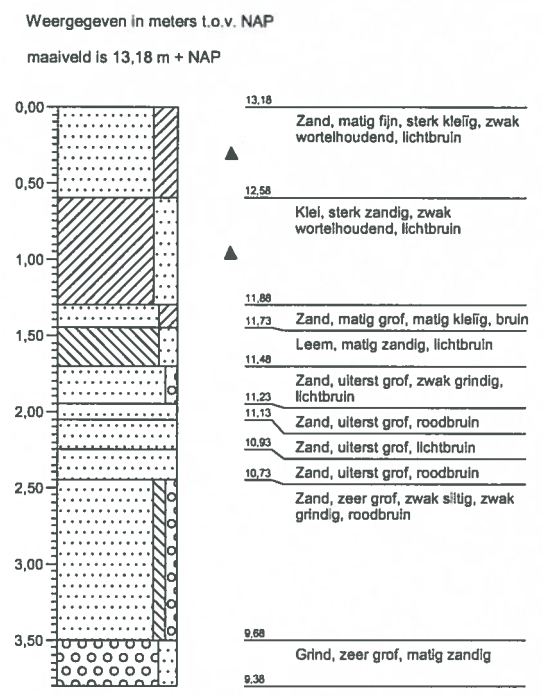 Weergegeven in meters t.o.v. NAP
maaiveld is 13,18 m + NAP
0,00
13,18
Zand, matig fijn, sterk kleïig, zwak
wortelhoudend, lichtbruin
0,50
12,58
Klei, sterk zandig, zwak
wortelhoudend, lichtbruin
1,00
11,88
Zand, matig grof, matig kleïig, bruin
11,73
1,50
Leem, matig zandig, lichtbruin
11,48
Zand, uiterst grof, zwak grindig,
lichtbruin
11,23
2,00
11,13
Zand, uiterst grof, roodbruin
10,93
Zand, uiterst grof, lichtbruin
10,73
Zand, uiterst grof, roodbruin
2,50
Zand, zeer grof, zwak siltig, zwak
grindig, roodbruin
3,00
3,50
9,68
Grind, zeer grof, matig zandig
9,38